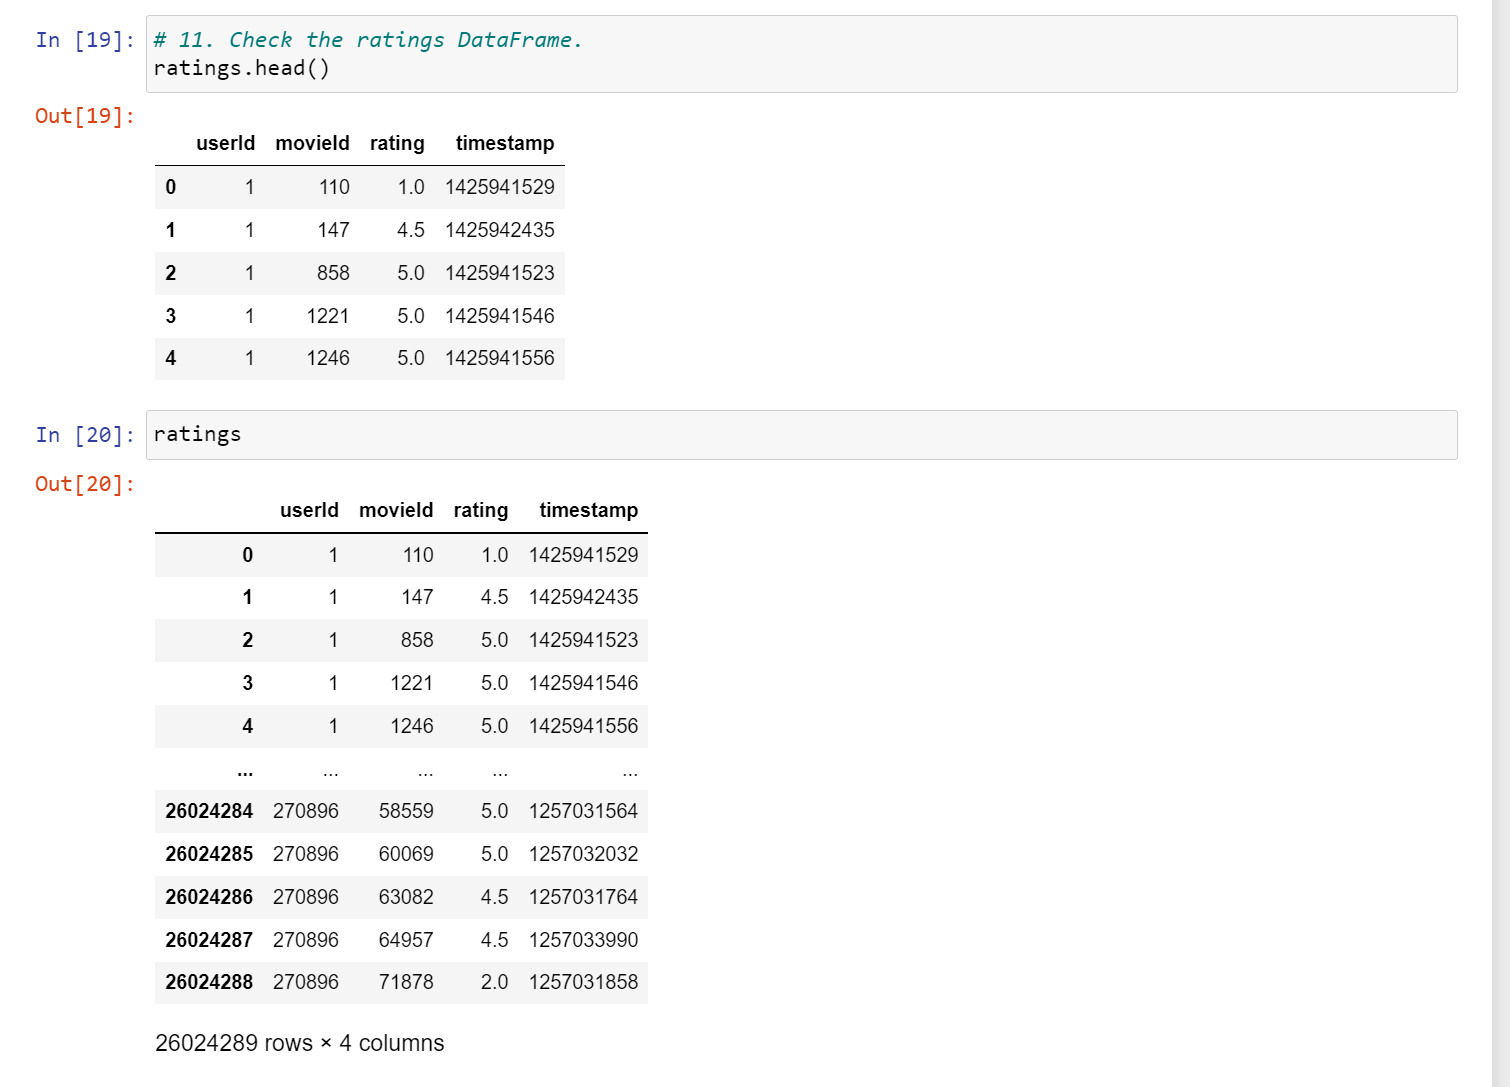 In [19]: # 11. Check the ratings DataFrame.
ratings.head()
Out[19]:
userId movieId rating timestamp
0 1 110 1.0 1425941529
1 1 147 4.5 1425942435
2 1 858 5.0 1425941523
3 1 1221 5.0 1425941546
4 1 1246 5.0 1425941556
In [20]: ratings
Out[20]:
userId movieId rating timestamp
0 1 110 1.0 1425941529
1 1 147 4.5 1425942435
2 1 858 5.0 1425941523
3 1 1221 5.0 1425941546
4 1 1246 5.0 1425941556
... ... ... ... ...
26024284 270896 58559 5.0 1257031564
26024285 270896 60069 5.0 1257032032
26024286 270896 63082 4.5 1257031764
26024287 270896 64957 4.5 1257033990
26024288 270896 71878 2.0 1257031858
26024289 rows × 4 columns